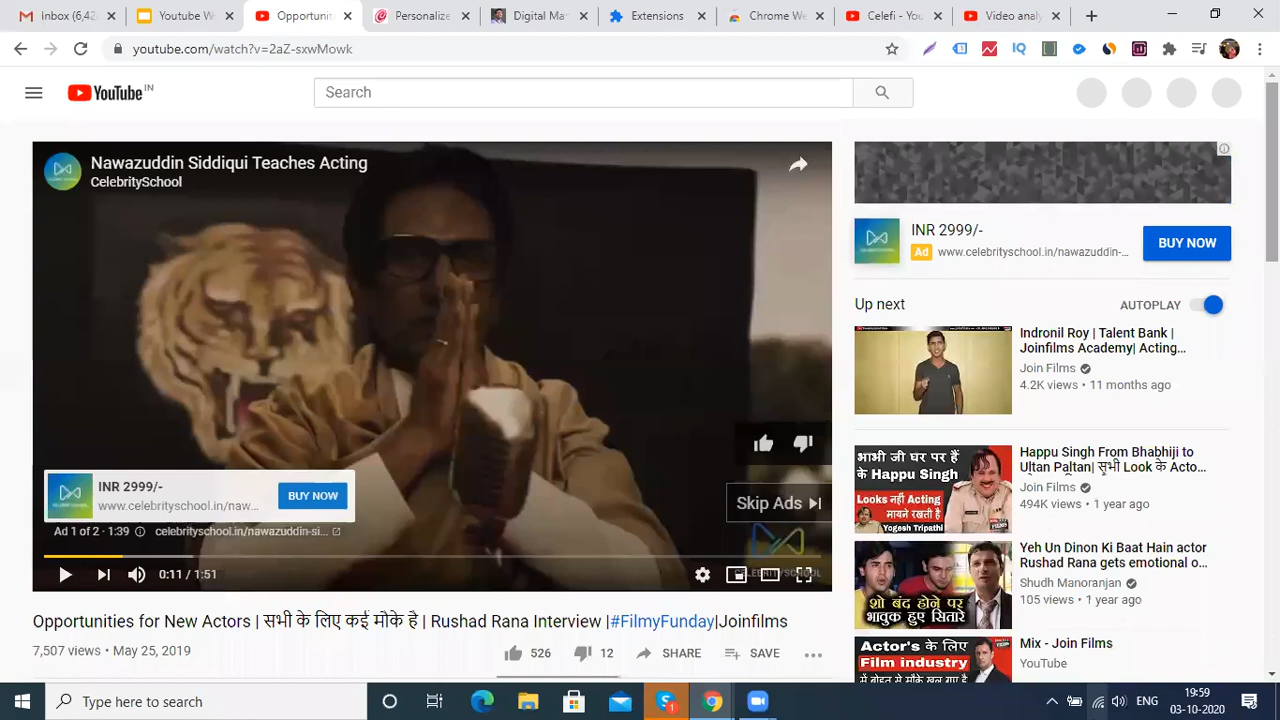 Inbox (6,42
Youtube W
Opportuni
Personalize
Digital Ma
Extensions
Chrome We
Celefi - You
Video analy
youtube.com/watch?v=2aZ-sxwMowk
YouTube IN
Search
Nawazuddin Siddiqui Teaches Acting
CelebritySchool
INR 2999/-
www.celebrityschool.in/naw...
BUY NOW
Skip Ads
Ad 1 of 2 · 1:39
celebrityschool.in/nawazuddin-si...
CELEBRITYSCHOOL
0:11 / 1:51
Opportunities for New Actors | सभी के लिए कई मौके है | Rushad Rana Interview |#FilmyFunday|Joinfilms
7,507 views • May 25, 2019
526
12
SHARE
SAVE
INR 2999/-
Ad www.celebrityschool.in/nawazuddin-...
BUY NOW
Up next
AUTOPLAY
Indronil Roy | Talent Bank |
Joinfilms Academy| Acting...
Join Films
4.2K views • 11 months ago
भाभी जी घर पर हैं
के Happu Singh
Looks नहीं Acting
मायने रखती है
Yogesh Tripathi
Happu Singh From Bhabhiji to
Ultan Paltan| सभी Look के Acto...
Join Films
494K views • 1 year ago
शो बंद होने पर
भावुक हुए सितारे
Yeh Un Dinon Ki Baat Hain actor
Rushad Rana gets emotional o...
Shudh Manoranjan
105 views • 1 year ago
Actor's के लिए
Film industry
Mix - Join Films
YouTube
Type here to search
ENG
19:59
03-10-2020